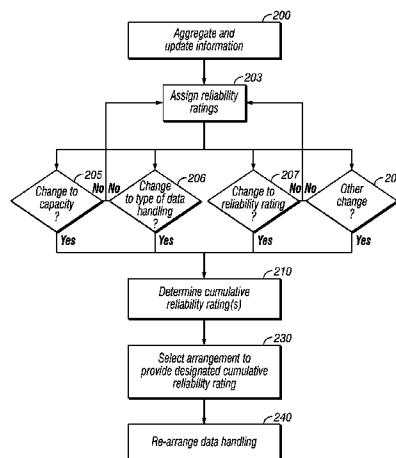 200
Aggregate and
update information
203
Assign reliability
ratings
205
Change to
capacity
?
No
Yes
No
206
Change
to type of data
handling
?
Yes
207
Change to
reliability rating
?
No
Yes
No
Other
change
?
Yes
210
Determine cumulative
reliability rating(s)
230
Select arrangement to
provide designated cumulative
reliability rating
240
Re-arrange data handling